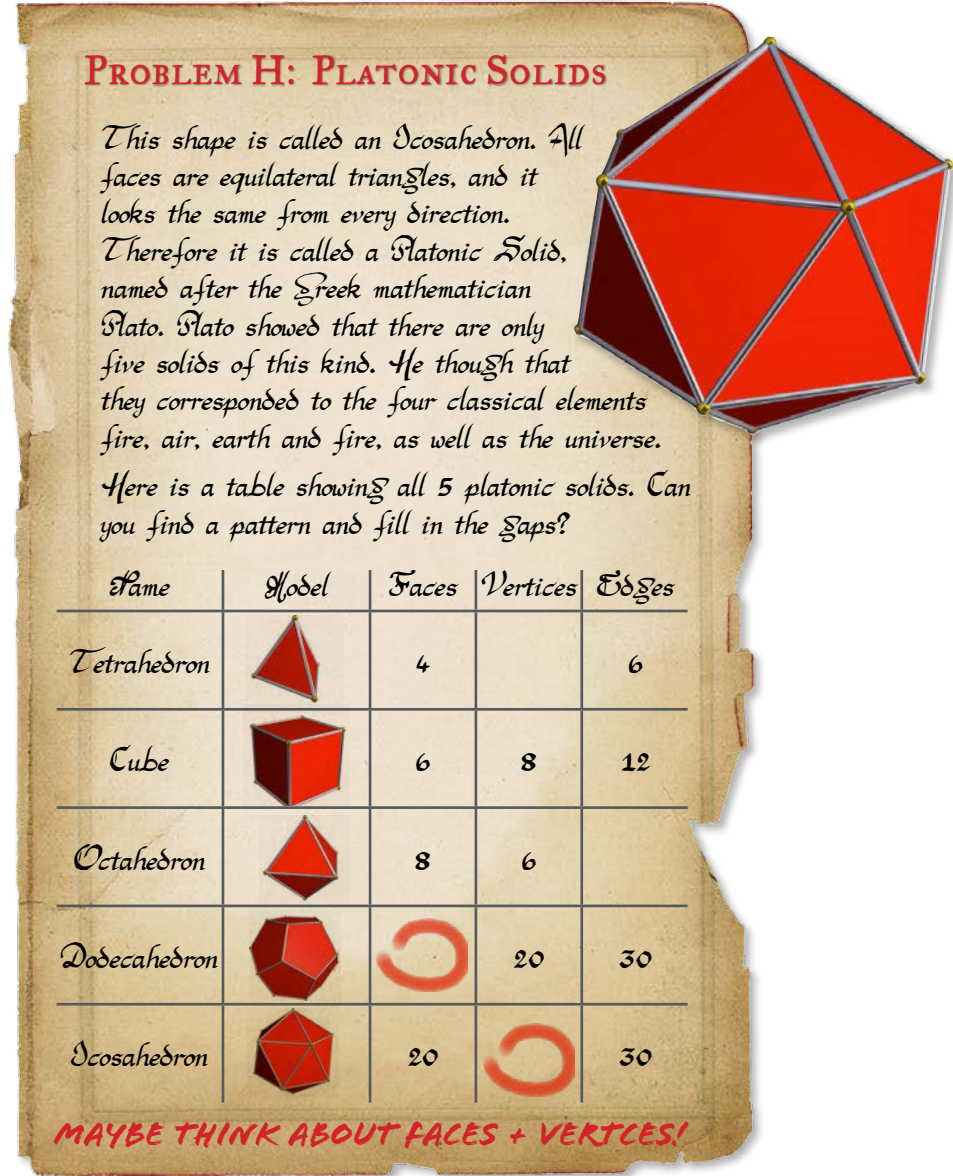 Problem H: Platonic Solids
This shape is called an Icosahedron. All
faces are equilateral triangles, and it
looks the same from every direction.
Therefore it is called a Platonic Solid,
named after the Greek mathematician
Plato. Plato showed that there are only
five solids of this kind. He though that
they corresponded to the four classical elements
fire, air, earth and fire, as well as the universe.
Here is a table showing all 5 platonic solids. Can
you find a pattern and fill in the gaps?
Name Model Faces Vertices Edges
Tetrahedron 4 6
Cube 6 8 12
Octahedron 8 6
Dodecahedron 20 30
Icosahedron 20 30
MAYBE THINK ABOUT FACES + VERTCES!